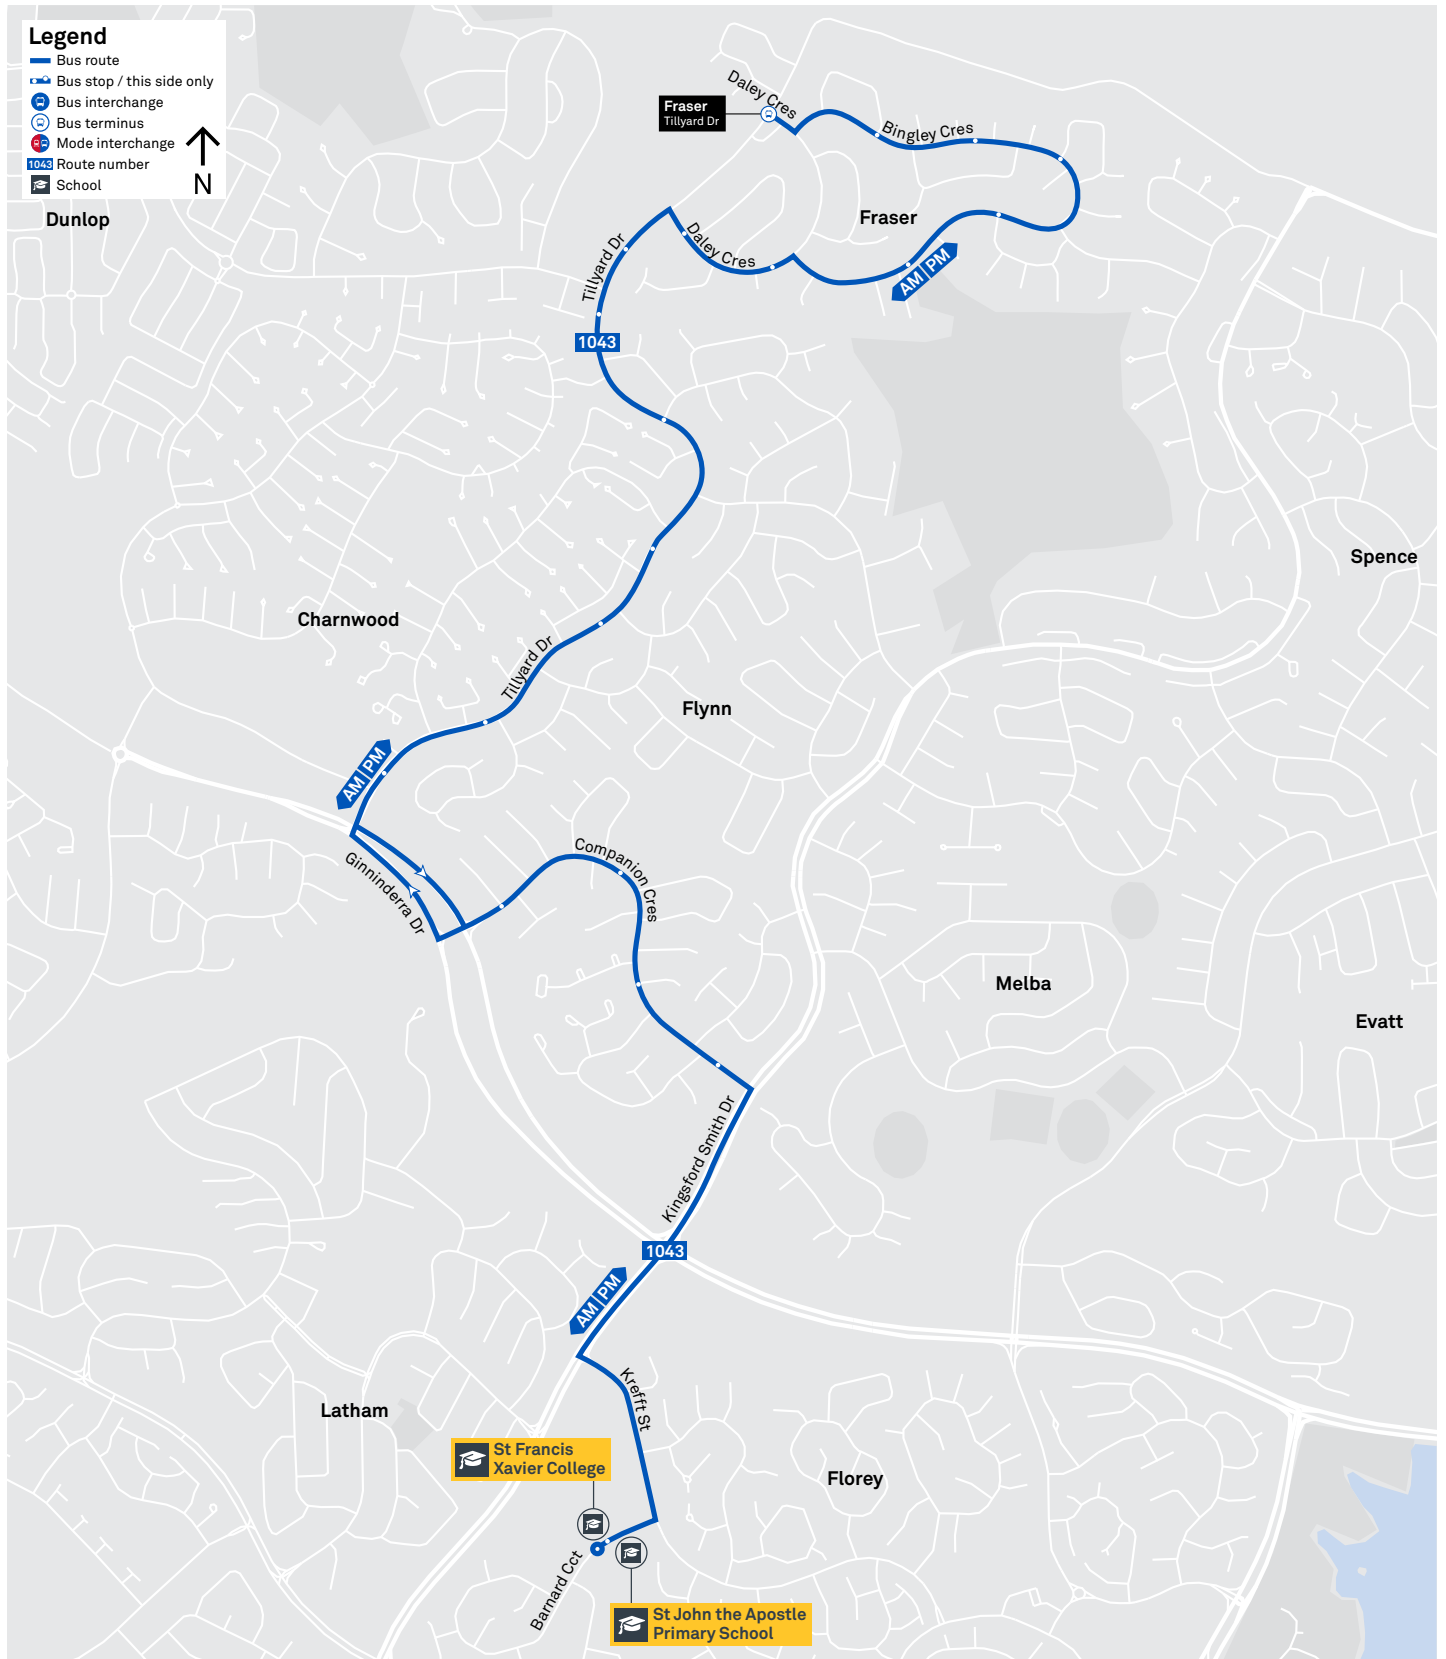 Legend
Bus route
Bus stop / this side only
Bus interchange
Bus terminus
Mode interchange
1043 Route number
School
N
Dunlop
Fraser
Tillyard Dr
Daley Cres
Bingley Cres
Fraser
Daley Cres
Tillyard Dr
AM PM
1043
Spence
Charnwood
Tillyard Dr
Flynn
AM PM
Companion Cres
Ginninderra Dr
Melba
Evatt
Kingsford Smith Dr
1043
AM PM
Krefft St
Latham
St Francis
Xavier College
Florey
Barnard Cct
St John the Apostle
Primary School